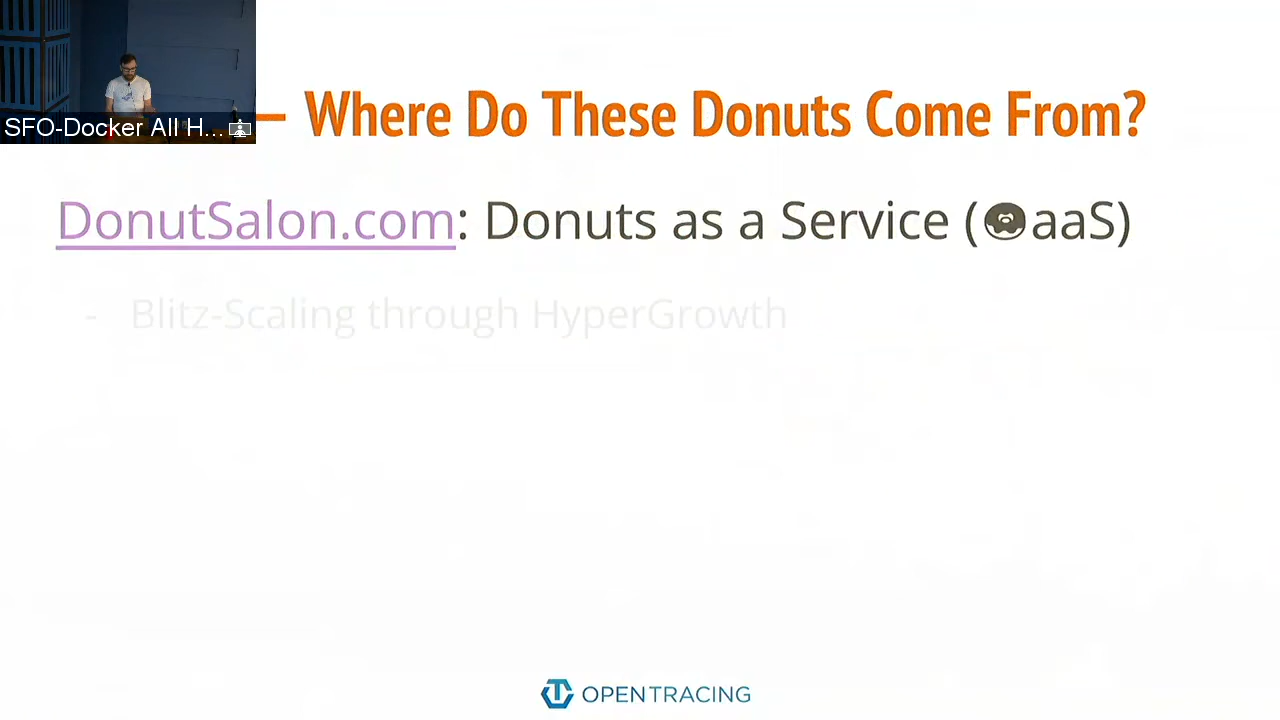 SFO-Docker All H...
– Where Do These Donuts Come From?
DonutSalon.com: Donuts as a Service (🍩aaS)
- Blitz-Scaling through HyperGrowth
OPENTRACING